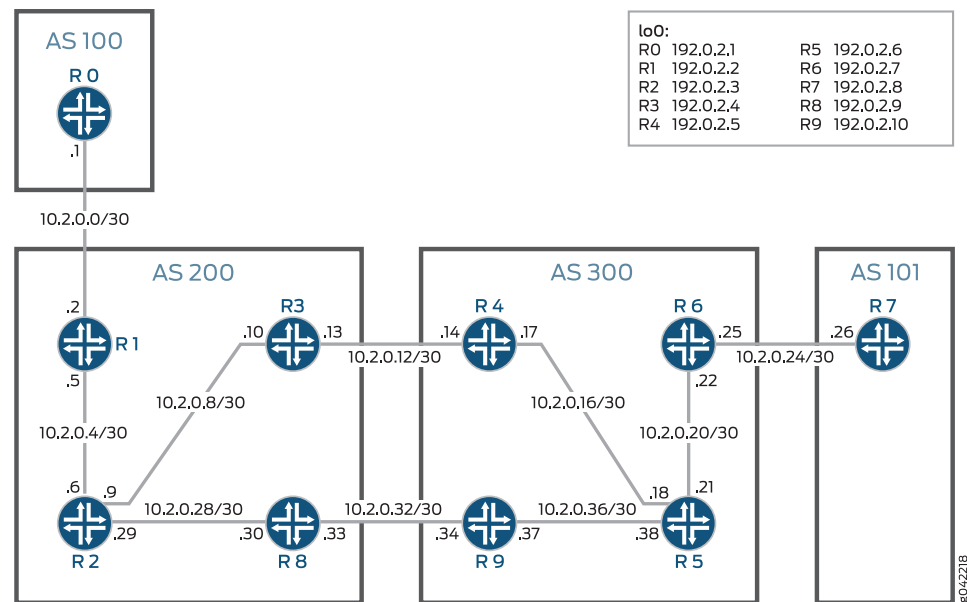 AS 100
R 0
.1
10.2.0.0/30
lo0:
R0 192.0.2.1 R5 192.0.2.6
R1 192.0.2.2 R6 192.0.2.7
R2 192.0.2.3 R7 192.0.2.8
R3 192.0.2.4 R8 192.0.2.9
R4 192.0.2.5 R9 192.0.2.10
AS 200
.2
R 1
.5
10.2.0.4/30
.6
.9
R 2
.29
10.2.0.8/30
R3
.10
.13
10.2.0.28/30
.30
.33
R 8
10.2.0.12/30
10.2.0.32/30
AS 300
R 4
.14
.17
10.2.0.16/30
R 6
.25
.22
10.2.0.20/30
.18
.21
.34
.37
R 9
10.2.0.36/30
.38
R 5
10.2.0.24/30
AS 101
R 7
.26
g042218